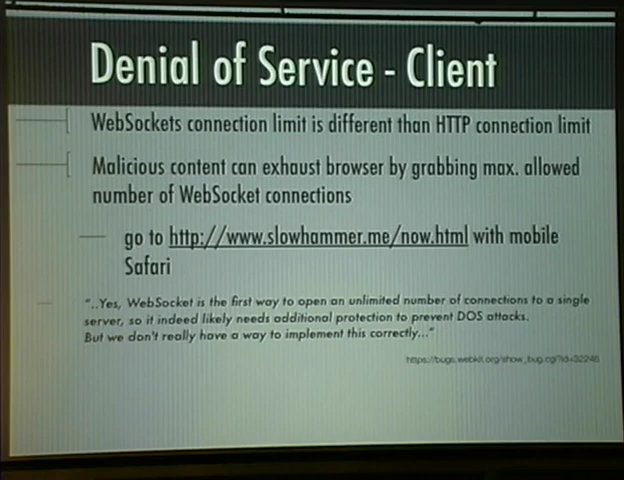 Denial of Service - Client
WebSockets connection limit is different than HTTP connection limit
Malicious content can exhaust browser by grabbing max. allowed
number of WebSocket connections
go to http://www.slowhammer.me/now.html with mobile
Safari
"..Yes, WebSocket is the first way to open an unlimited number of connections to a single
server, so it indeed likely needs additional protection to prevent DOS attacks.
But we don't really have a way to implement this correctly..."
https://bugs.webkit.org/show_bug.cgi?id=32246